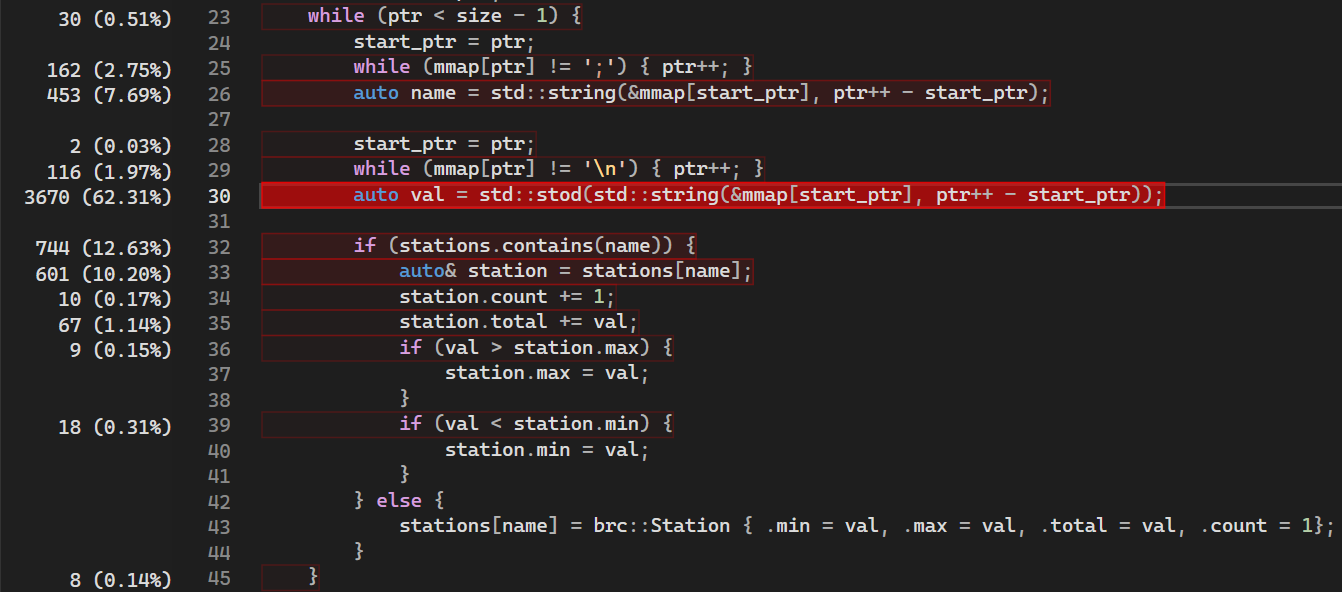 30 (0.51%) 23 while (ptr < size - 1) {
24 start_ptr = ptr;
162 (2.75%) 25 while (mmap[ptr] != ';') { ptr++; }
453 (7.69%) 26 auto name = std::string(&mmap[start_ptr], ptr++ - start_ptr);
27
2 (0.03%) 28 start_ptr = ptr;
116 (1.97%) 29 while (mmap[ptr] != '\n') { ptr++; }
3670 (62.31%) 30 auto val = std::stod(std::string(&mmap[start_ptr], ptr++ - start_ptr));
31
744 (12.63%) 32 if (stations.contains(name)) {
601 (10.20%) 33 auto& station = stations[name];
10 (0.17%) 34 station.count += 1;
67 (1.14%) 35 station.total += val;
9 (0.15%) 36 if (val > station.max) {
37 station.max = val;
38 }
18 (0.31%) 39 if (val < station.min) {
40 station.min = val;
41 }
42 } else {
43 stations[name] = brc::Station { .min = val, .max = val, .total = val, .count = 1};
44 }
8 (0.14%) 45 }